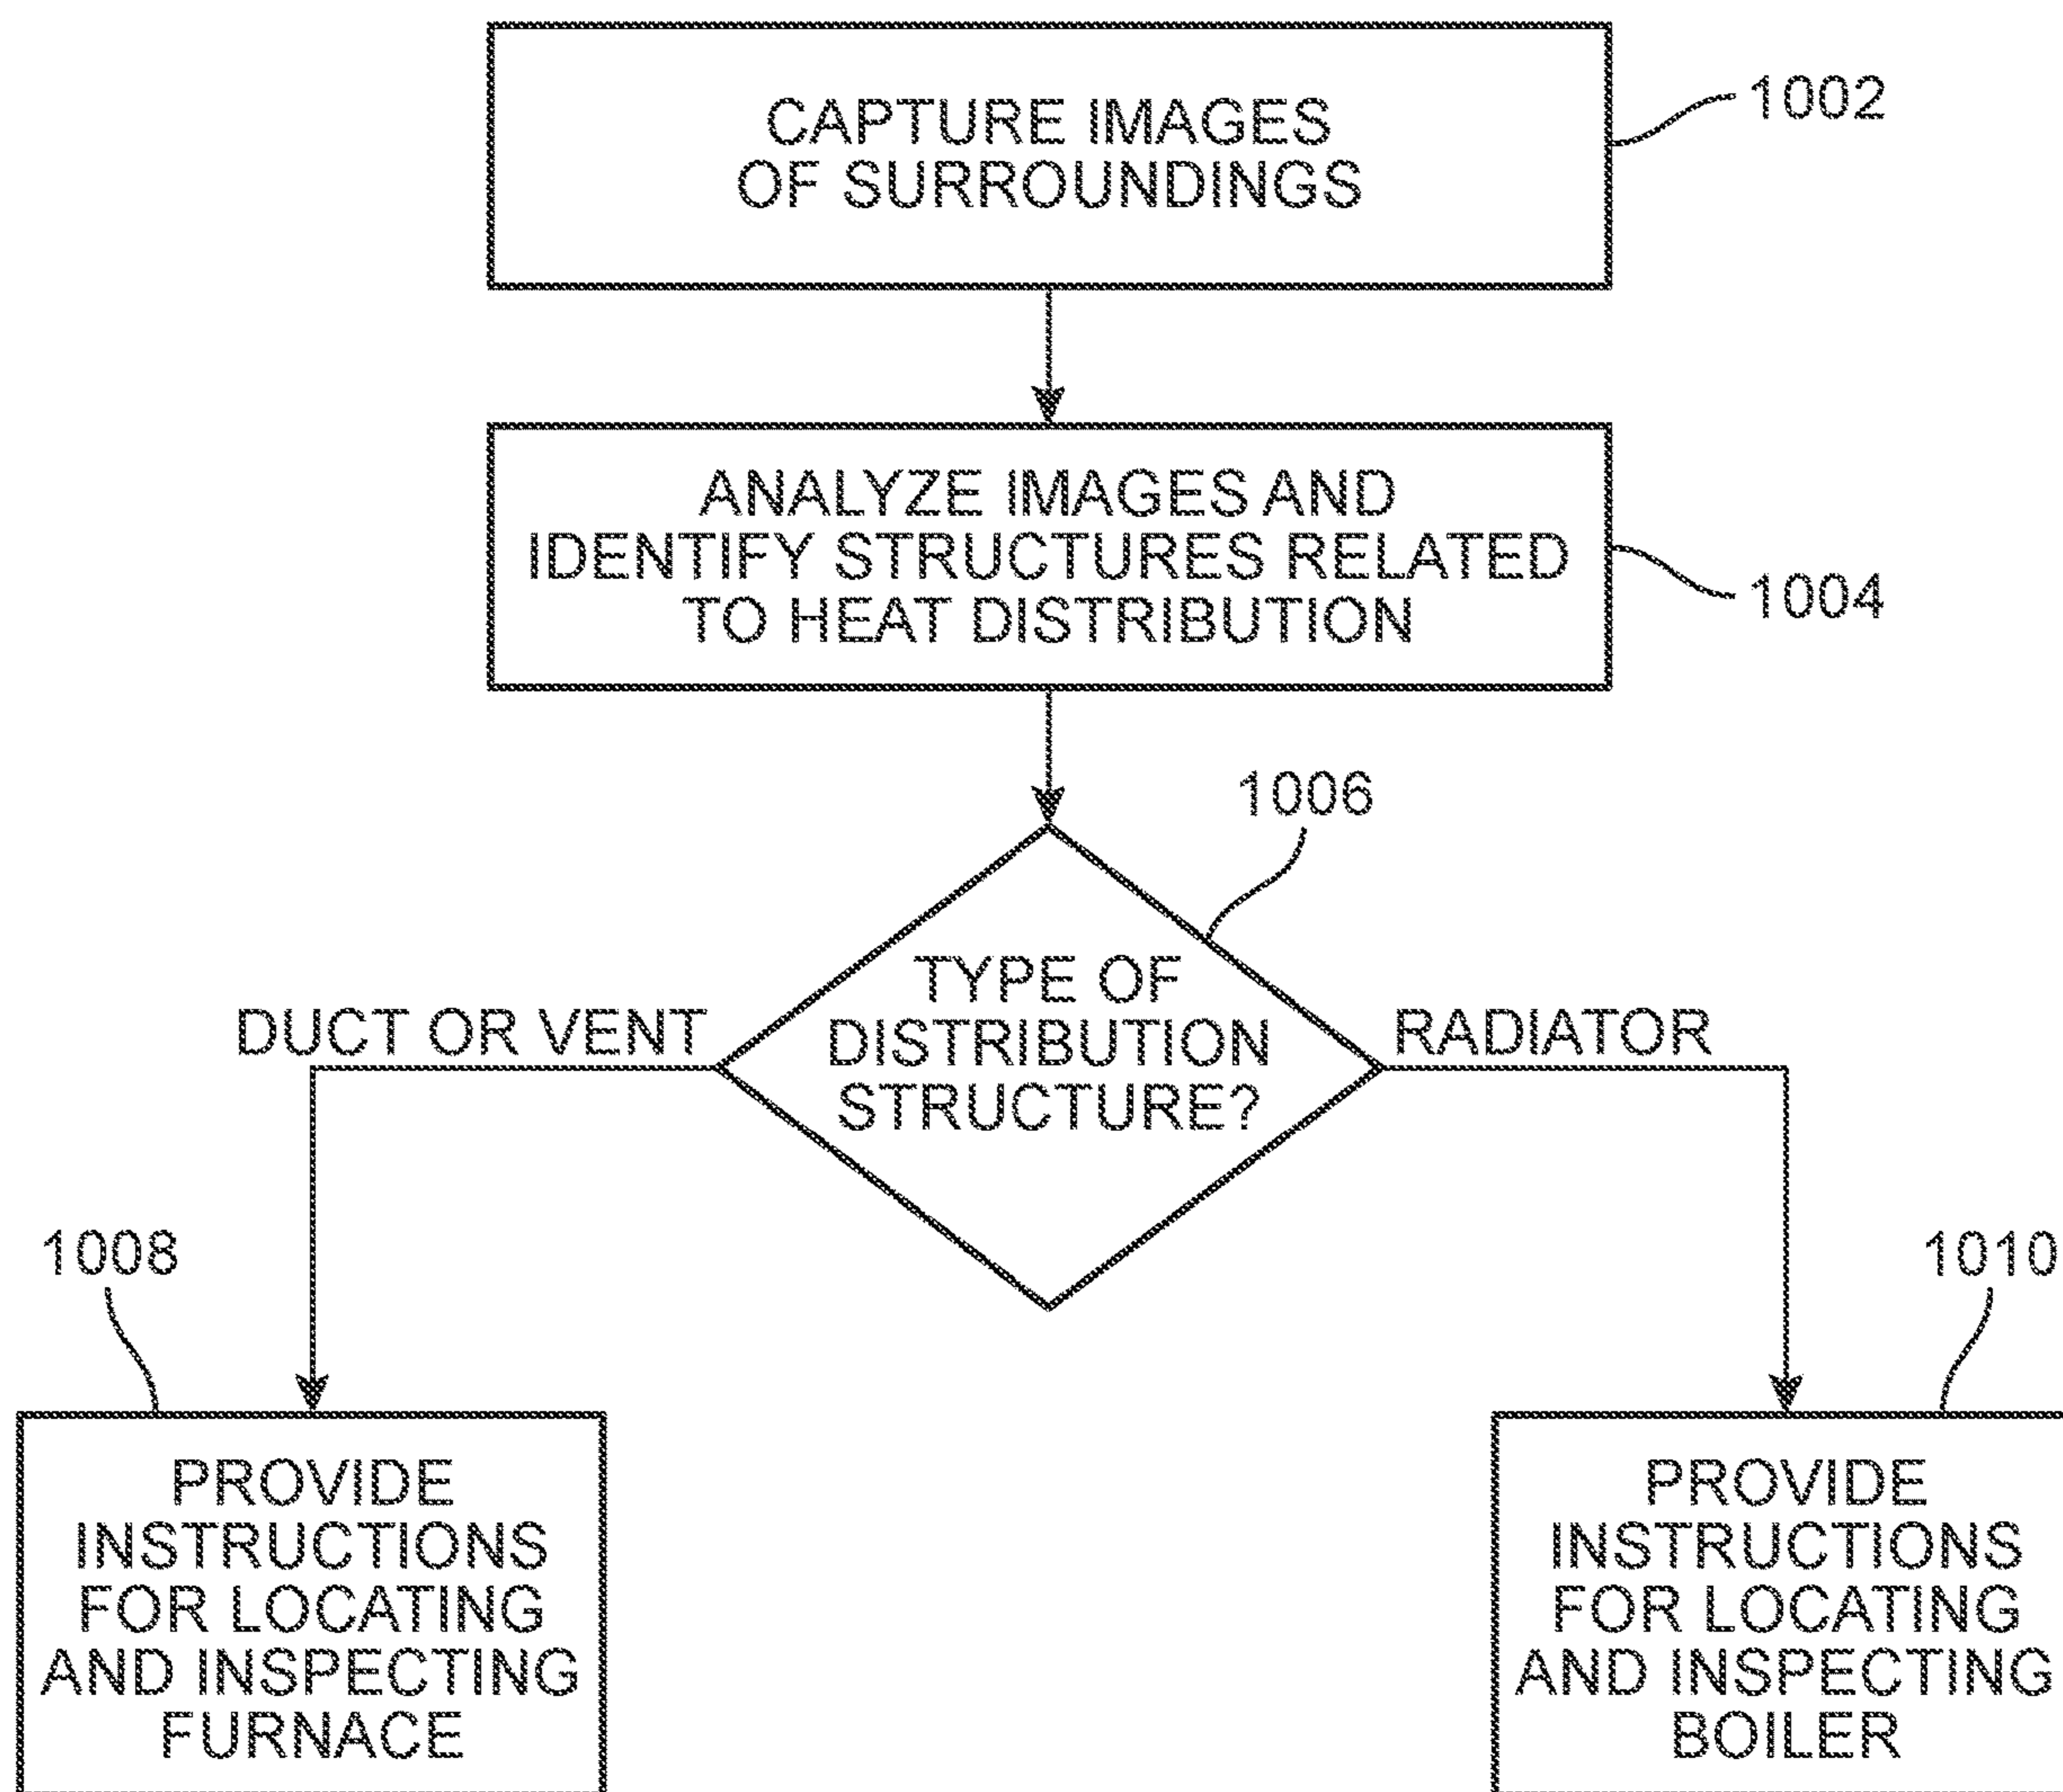 CAPTURE IMAGES
OF SURROUNDINGS
1002
ANALYZE IMAGES AND
IDENTIFY STRUCTURES RELATED
TO HEAT DISTRIBUTION
1004
1006
TYPE OF
DISTRIBUTION
STRUCTURE?
DUCT OR VENT
RADIATOR
1008
PROVIDE
INSTRUCTIONS
FOR LOCATING
AND INSPECTING
FURNACE
1010
PROVIDE
INSTRUCTIONS
FOR LOCATING
AND INSPECTING
BOILER